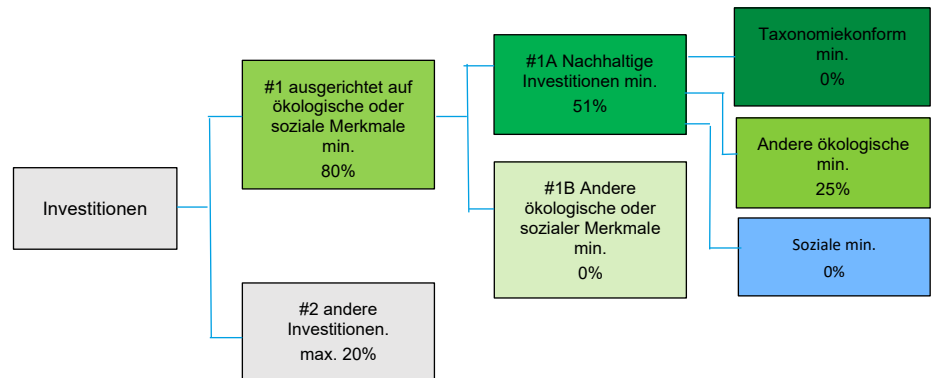 Investitionen
#1 ausgerichtet auf
ökologische oder
soziale Merkmale
min.
80%
#2 andere
Investitionen.
max. 20%
#1A Nachhaltige
Investitionen min.
51%
#1B Andere
ökologische oder
sozialer Merkmale
min.
0%
Taxonomiekonform
min.
0%
Andere ökologische
min.
25%
Soziale min.
0%